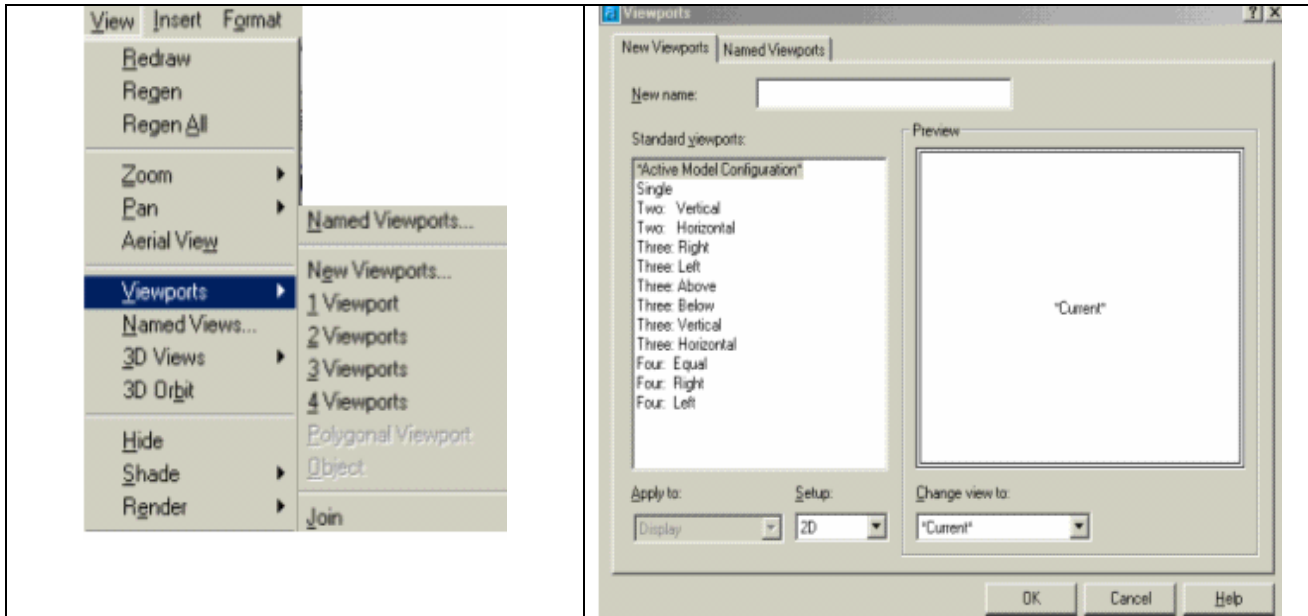 View Insert Format
Redraw
Regen
Regen All
Zoom
Pan
Aerial View
Viewports
Named Views...
3D Views
3D Orbit
Hide
Shade
Render
Named Viewports...
New Viewports...
1 Viewport
2 Viewports
3 Viewports
4 Viewports
Polygonal Viewport
Object
Join
Viewports
New Viewports Named Viewports
New name:
Standard viewports:
*Active Model Configuration*
Single
Two: Vertical
Two: Horizontal
Three: Right
Three: Left
Three: Above
Three: Below
Three: Vertical
Three: Horizontal
Four: Equal
Four: Right
Four: Left
Preview
*Current*
Apply to: Setup: Change view to:
Display 2D *Current*
OK Cancel Help